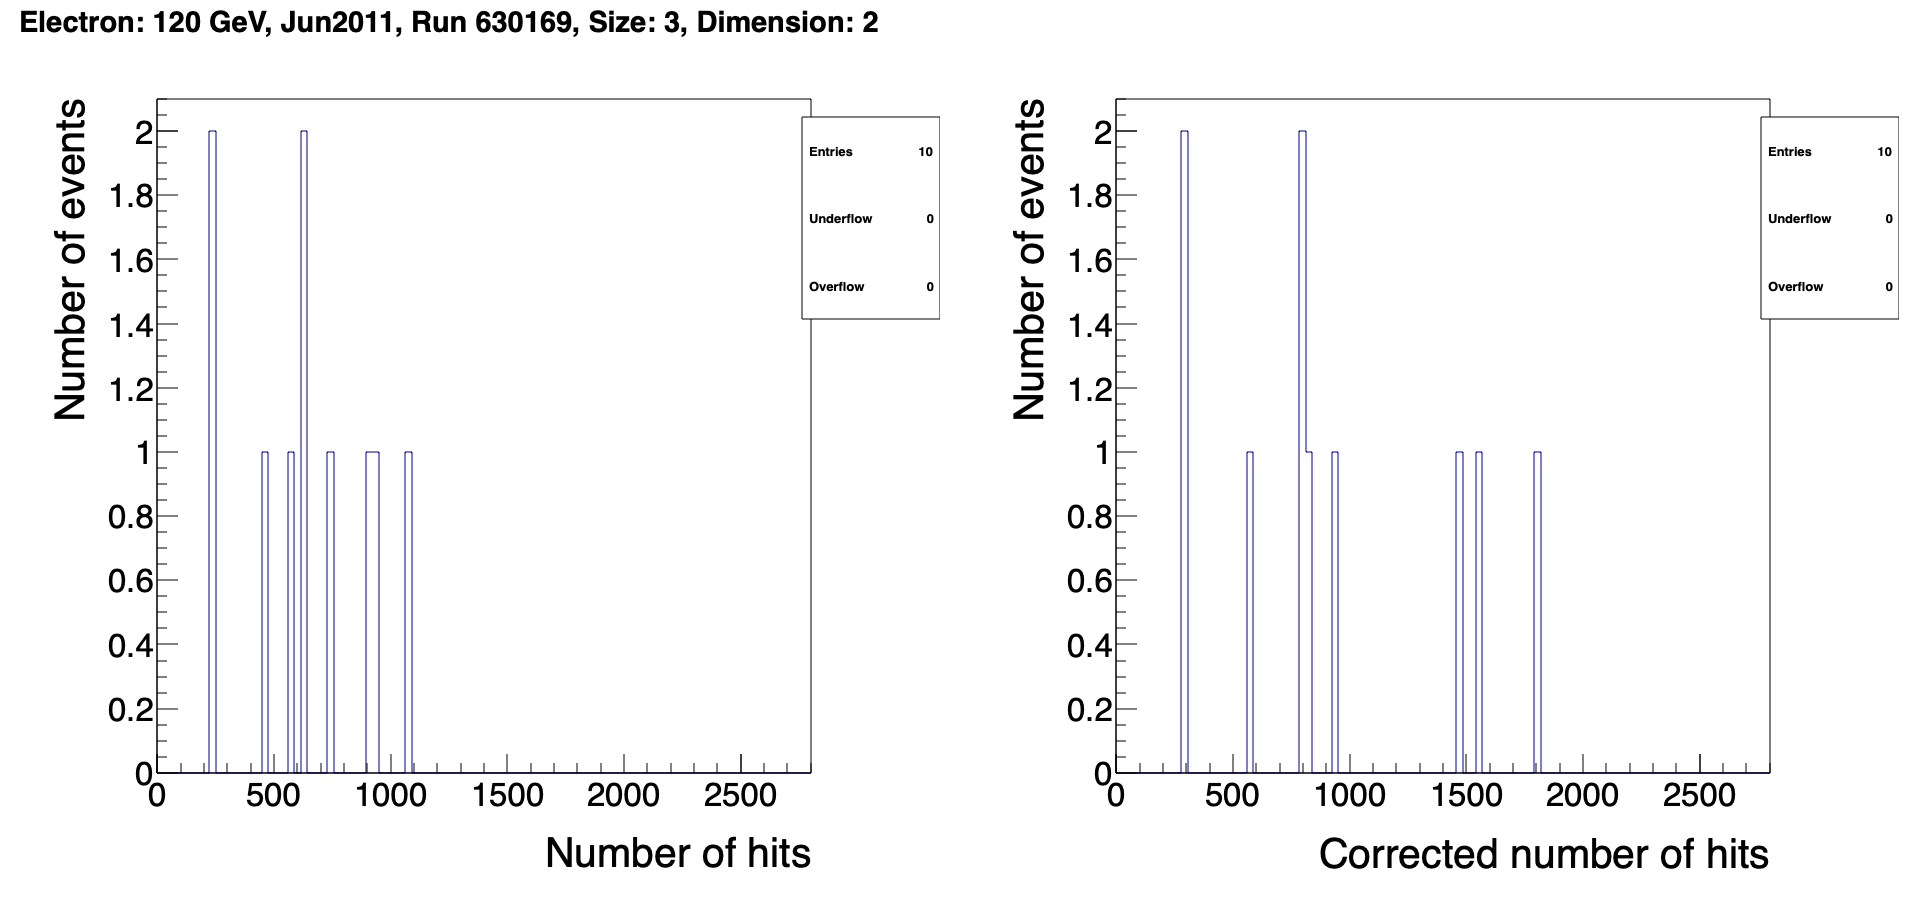 Electron: 120 GeV, Jun2011, Run 630169, Size: 3, Dimension: 2
Number of events
2
1.8
1.6
1.4
1.2
1
0.8
0.6
0.4
0.2
0
0 500 1000 1500 2000 2500
Number of hits
Entries 10
Underflow 0
Overflow 0
Number of events
2
1.8
1.6
1.4
1.2
1
0.8
0.6
0.4
0.2
0
0 500 1000 1500 2000 2500
Corrected number of hits
Entries 10
Underflow 0
Overflow 0